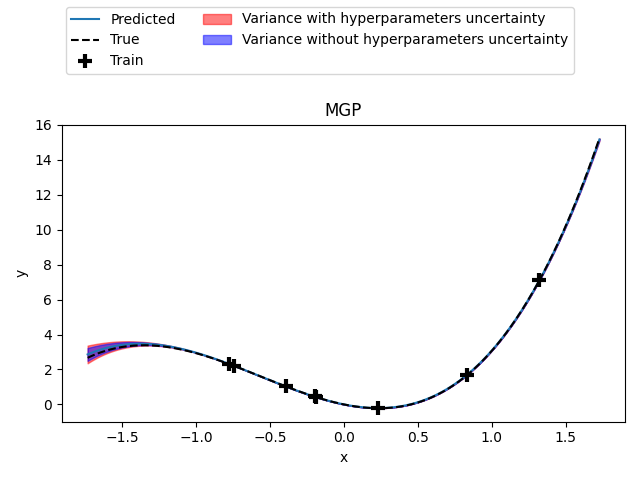 Predicted
True
Train
Variance with hyperparameters uncertainty
Variance without hyperparameters uncertainty
MGP
16
14
12
10
8
6
4
2
0
y
−1.5 −1.0 −0.5 0.0 0.5 1.0 1.5
x